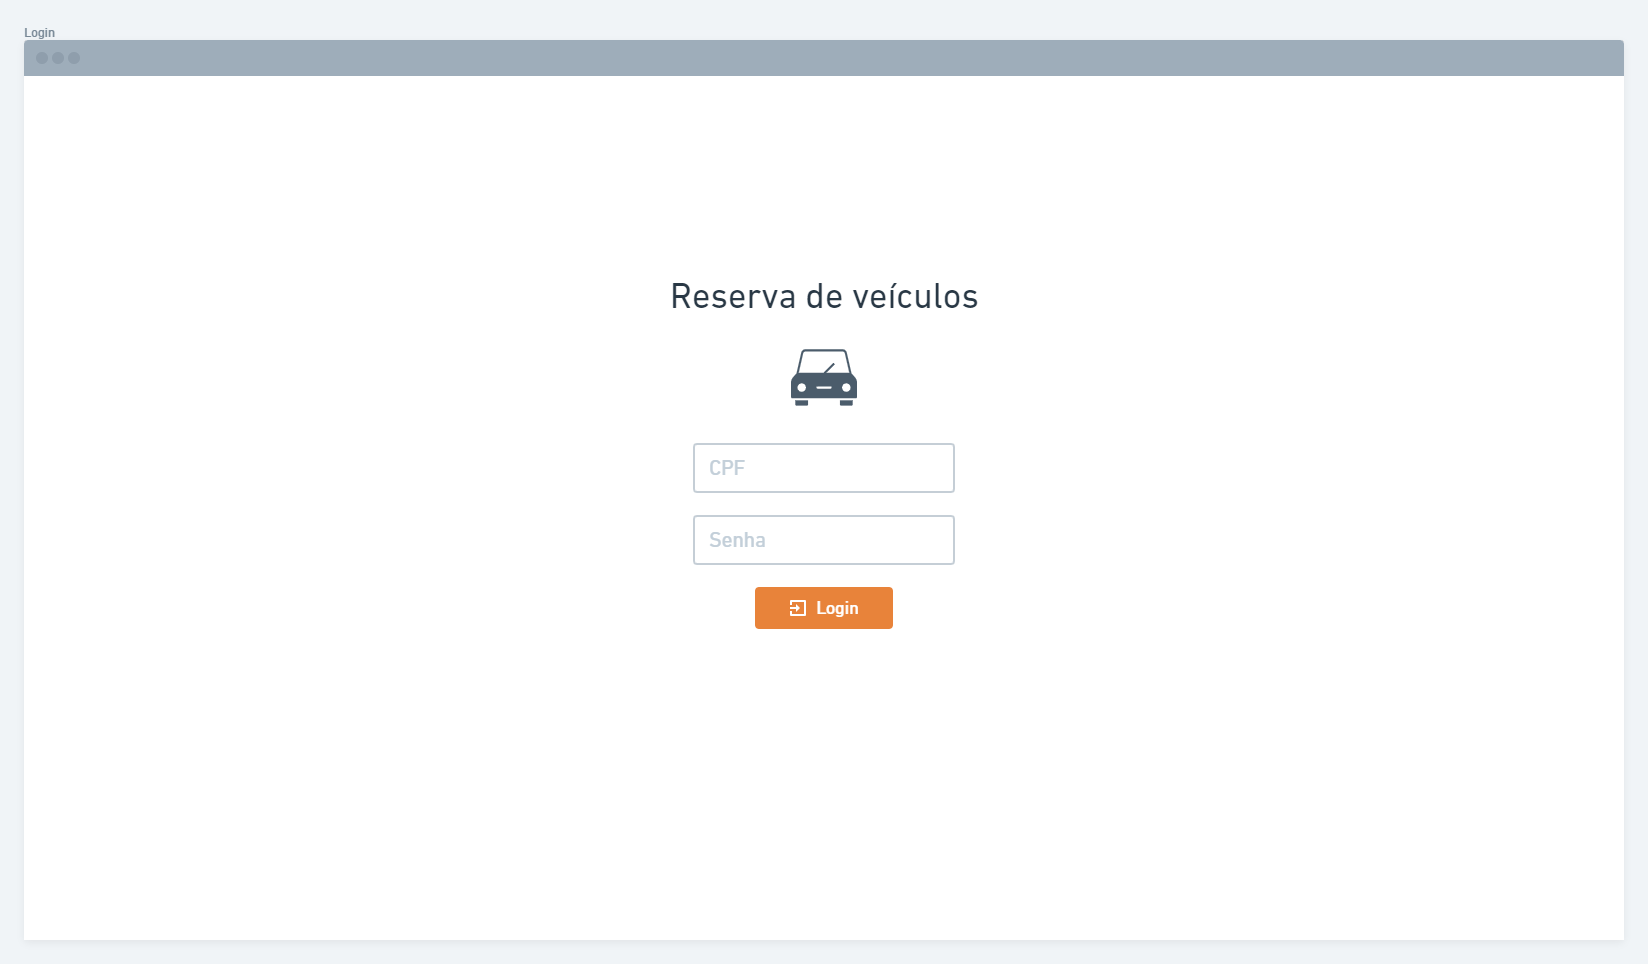 Login
Reserva de veículos
CPF
Senha
Login